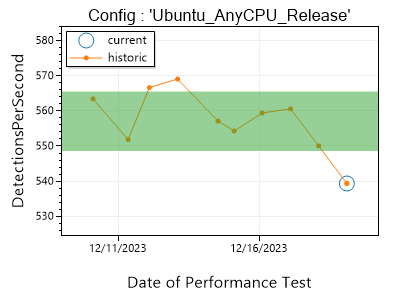 Config : 'Ubuntu_AnyCPU_Release'
current
historic
DetectionsPerSecond
580
570
560
550
540
530
12/11/2023
12/16/2023
Date of Performance Test